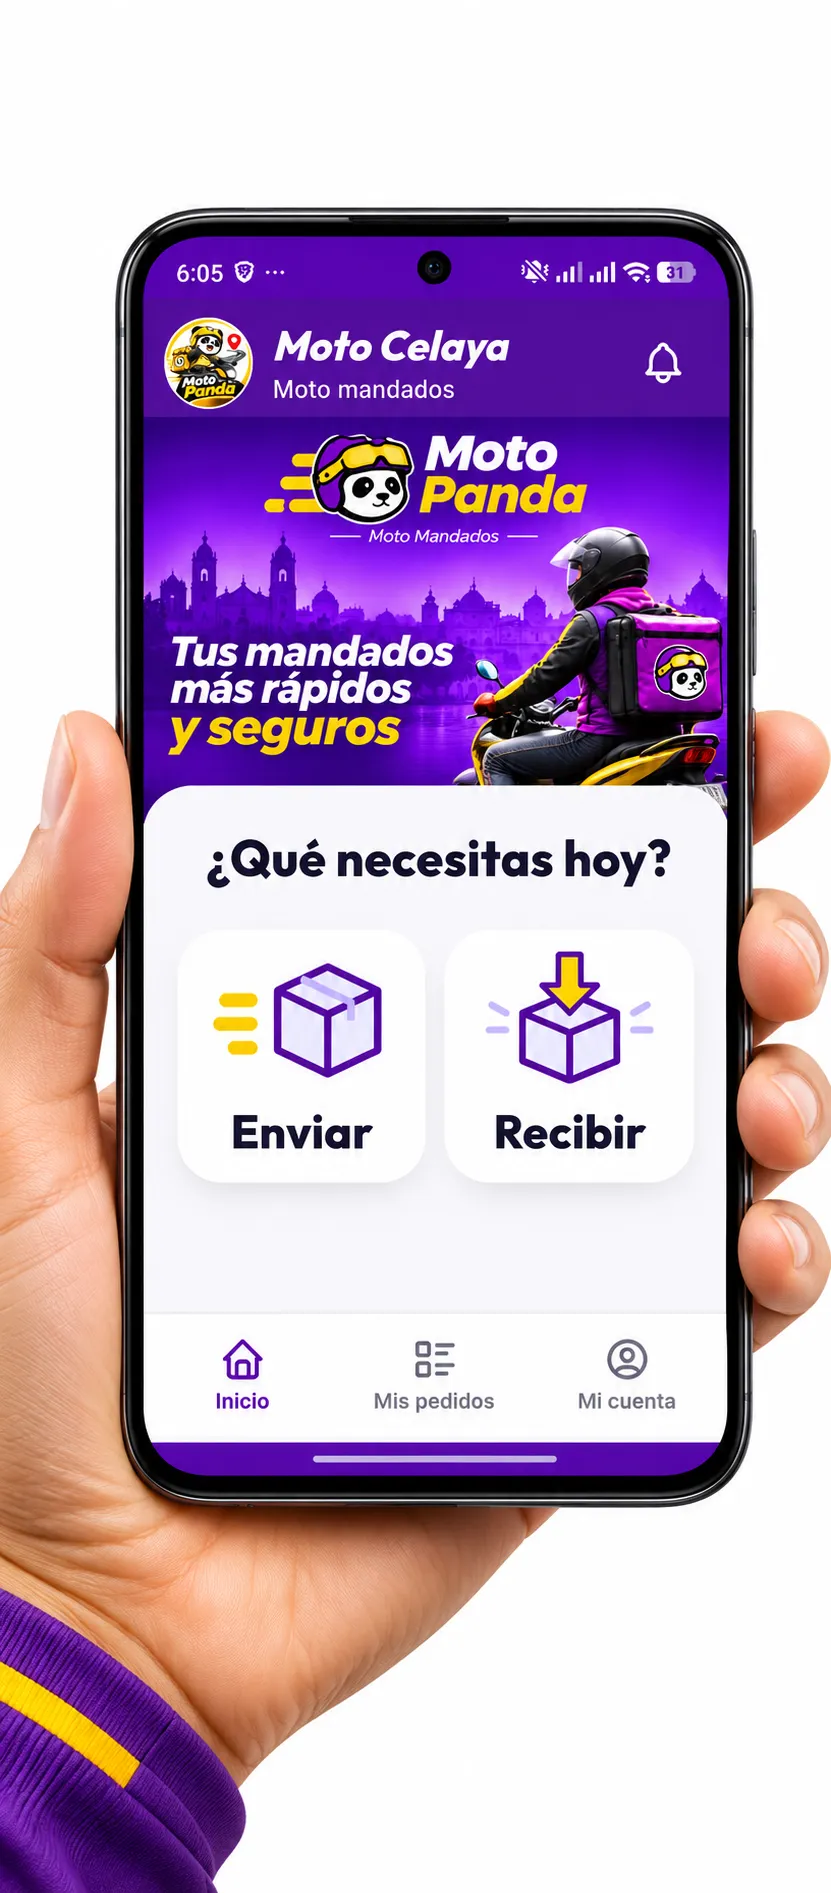 6:05
31
Moto Celaya
Moto mandados
Moto
Panda
Moto
Panda
Moto Mandados
Tus mandados
más rápidos
y seguros
¿Qué necesitas hoy?
Enviar
Recibir
Inicio
Mis pedidos
Mi cuenta